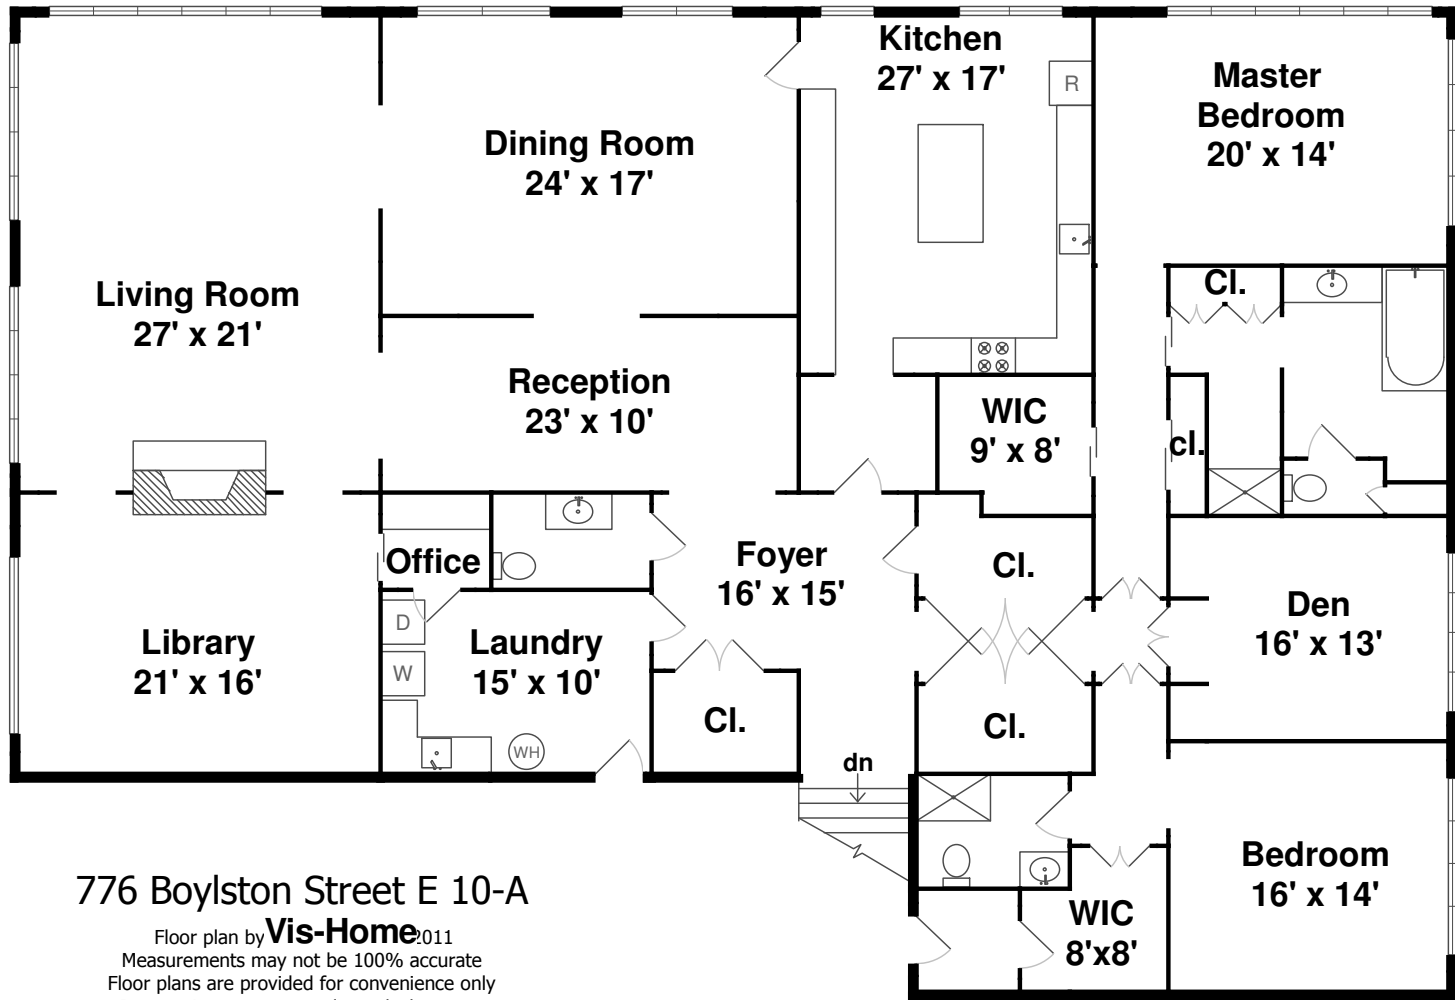 Kitchen
27' x 17'
R
Master
Bedroom
20' x 14'
Dining Room
24' x 17'
Living Room
27' x 21'
Cl.
Reception
23' x 10'
WIC
9' x 8'
cl.
Office
Foyer
16' x 15'
Cl.
Den
16' x 13'
D
W
Library
21' x 16'
Laundry
15' x 10'
WH
Cl.
Cl.
dn
Bedroom
16' x 14'
WIC
8'x8'
776 Boylston Street E 10-A
Floor plan by Vis-Home 2011
Measurements may not be 100% accurate
Floor plans are provided for convenience only